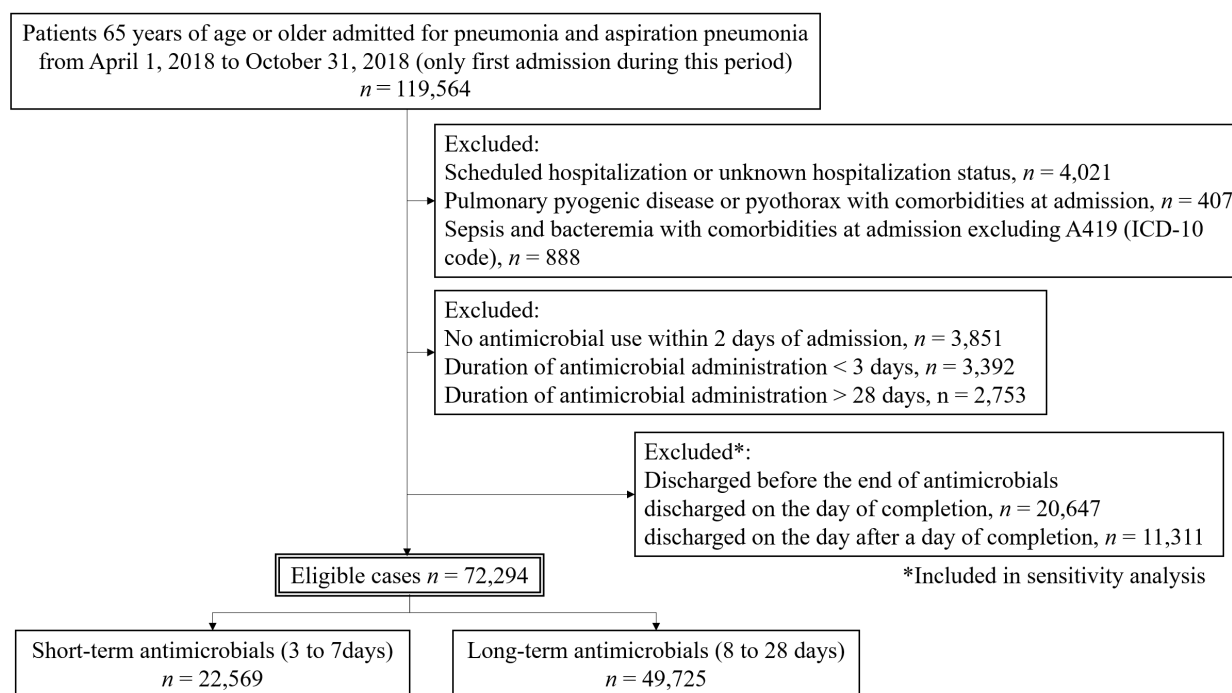 Patients 65 years of age or older admitted for pneumonia and aspiration pneumonia
from April 1, 2018 to October 31, 2018 (only first admission during this period)
n = 119,564
Excluded:
Scheduled hospitalization or unknown hospitalization status, n = 4,021
Pulmonary pyogenic disease or pyothorax with comorbidities at admission, n = 407
Sepsis and bacteremia with comorbidities at admission excluding A419 (ICD-10
code), n = 888
Excluded:
No antimicrobial use within 2 days of admission, n = 3,851
Duration of antimicrobial administration < 3 days, n = 3,392
Duration of antimicrobial administration > 28 days, n = 2,753
Excluded*:
Discharged before the end of antimicrobials
discharged on the day of completion, n = 20,647
discharged on the day after a day of completion, n = 11,311
Eligible cases n = 72,294
*Included in sensitivity analysis
Short-term antimicrobials (3 to 7days)
n = 22,569
Long-term antimicrobials (8 to 28 days)
n = 49,725